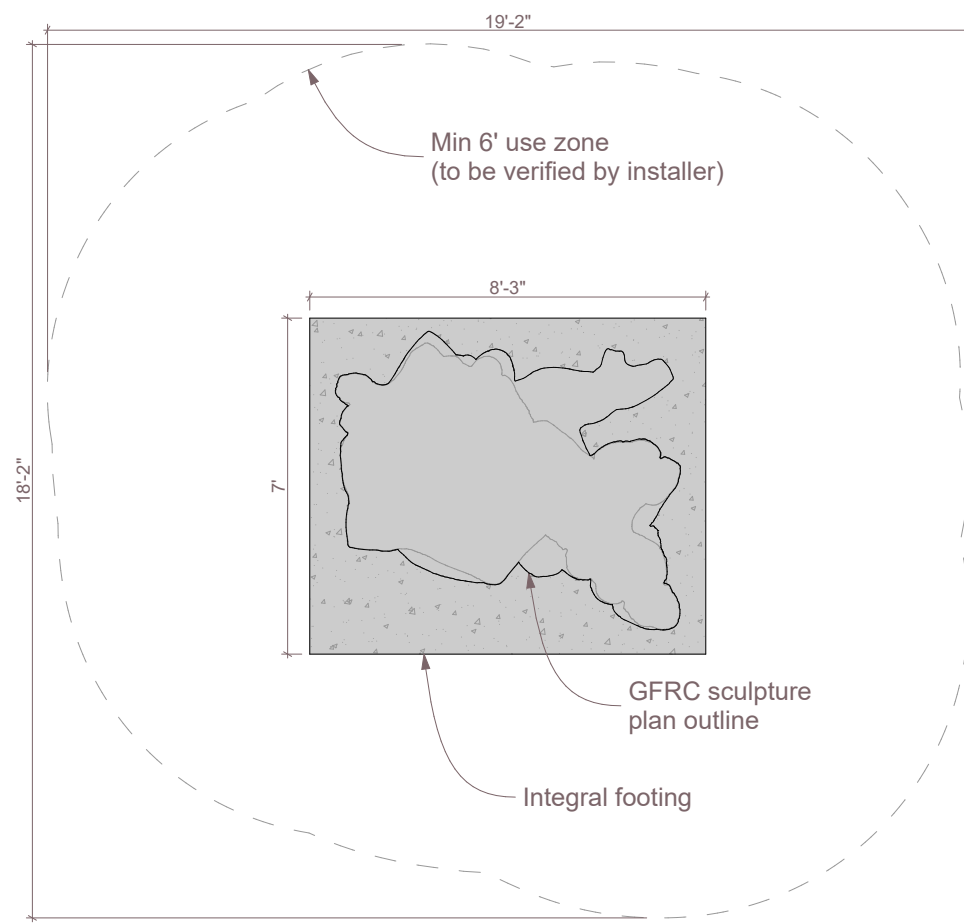 19'-2"
Min 6' use zone
(to be verified by installer)
8'-3"
18'-2"
7'
GFRC sculpture
plan outline
Integral footing